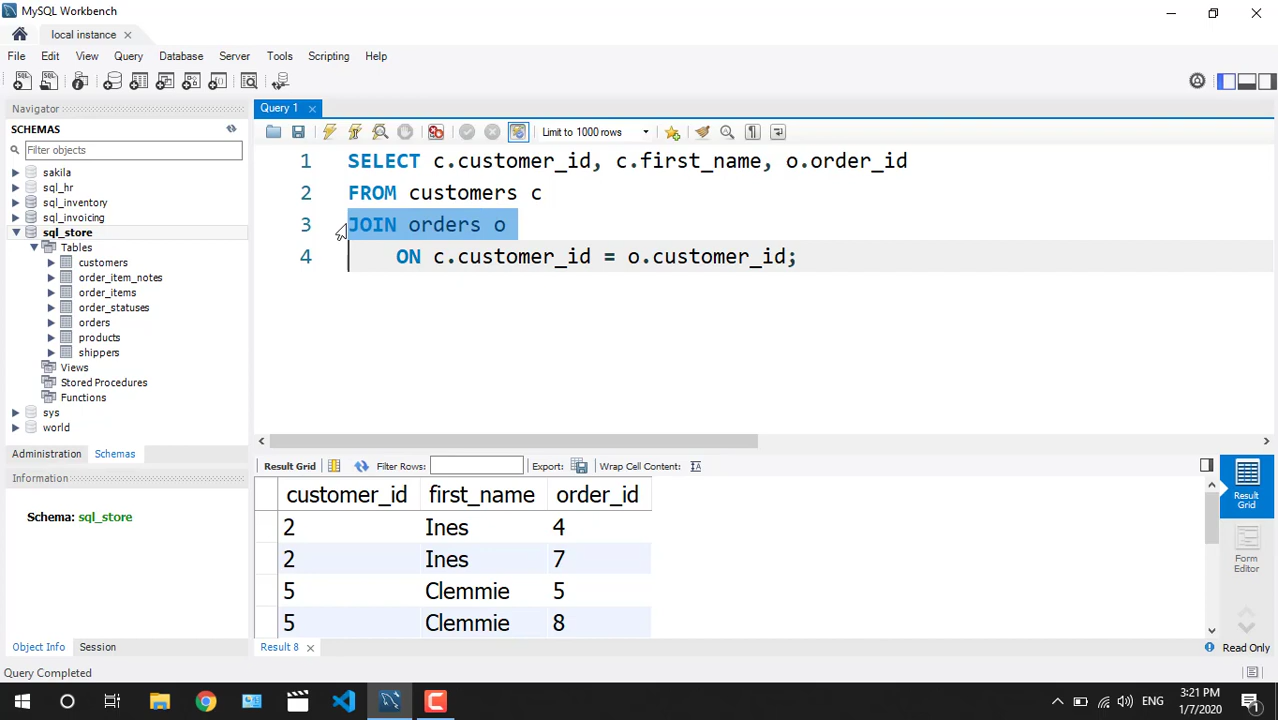 MySQL Workbench
local instance
File Edit View Query Database Server Tools Scripting Help
Navigator
SCHEMAS
Filter objects
sakila
sql_hr
sql_inventory
sql_invoicing
sql_store
Tables
customers
order_item_notes
order_items
order_statuses
orders
products
shippers
Views
Stored Procedures
Functions
sys
world
Administration Schemas
Information
Schema: sql_store
Object Info Session
Query 1
Limit to 1000 rows
1 SELECT c.customer_id, c.first_name, o.order_id
2 FROM customers c
3 JOIN orders o
4 ON c.customer_id = o.customer_id;
Result Grid Filter Rows: Export: Wrap Cell Content:
customer_id first_name order_id
2 Ines 4
2 Ines 7
5 Clemmie 5
5 Clemmie 8
Result Grid
Form Editor
Result 8
Read Only
Query Completed
ENG
3:21 PM
1/7/2020
1